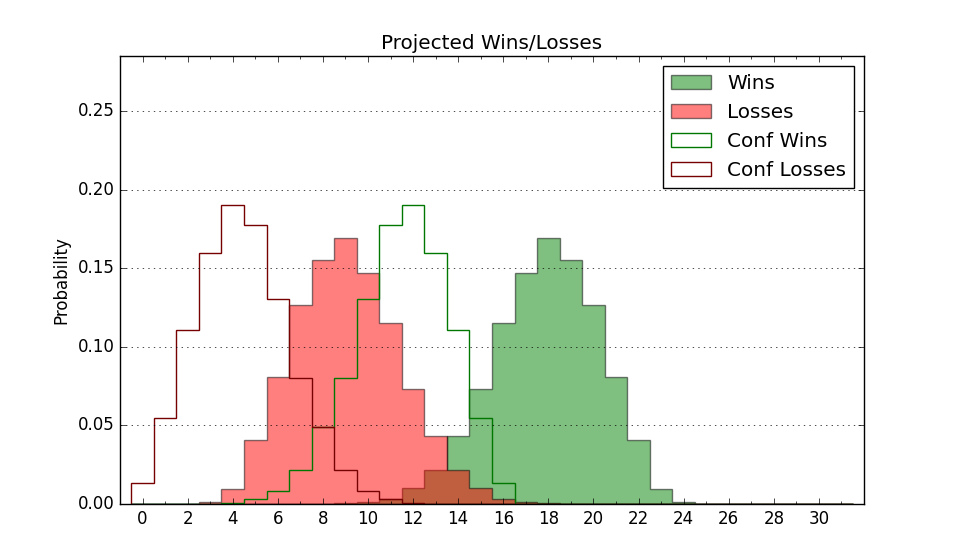 Projected Wins/Losses
Wins
Losses
Conf Wins
Conf Losses
Probability
0.25
0.20
0.15
0.10
0.05
0.00
0 2 4 6 8 10 12 14 16 18 20 22 24 26 28 30